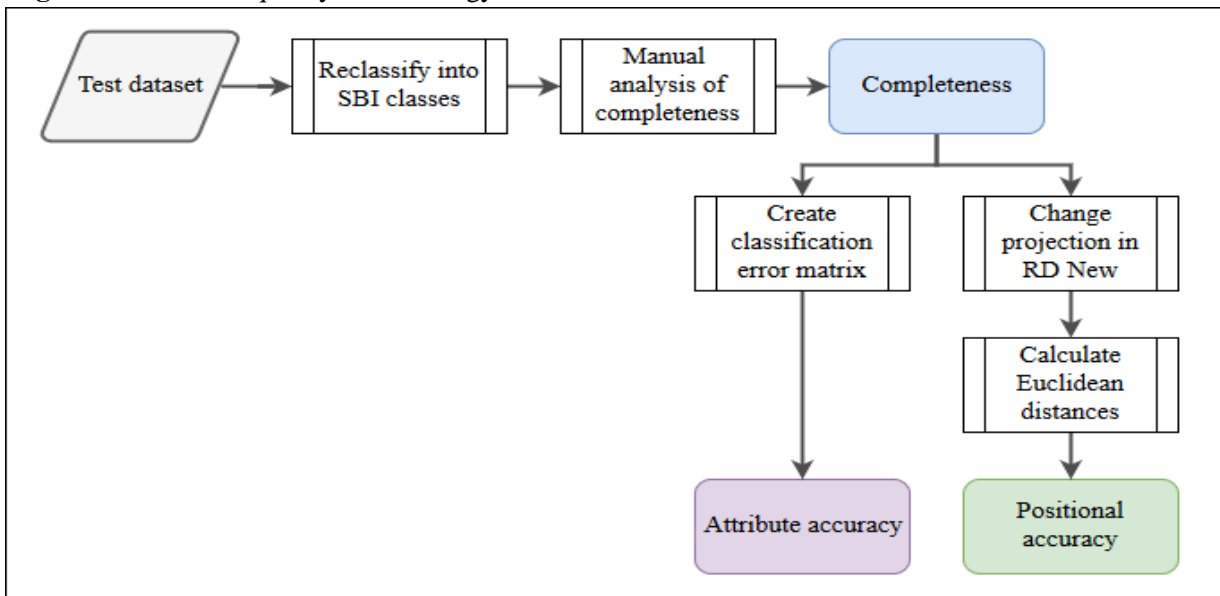 Test dataset
Reclassify into
SBI classes
Manual
analysis of
completeness
Completeness
Create
classification
error matrix
Change
projection in
RD New
Calculate
Euclidean
distances
Attribute accuracy
Positional
accuracy